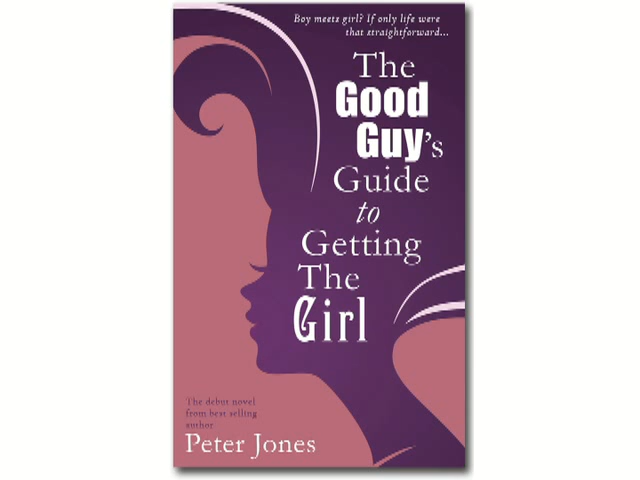 Boy meets girl? If only life were
that straightforward...
The
Good
Guy's
Guide
to
Getting
The
Girl
The debut novel
from best selling
author
Peter Jones